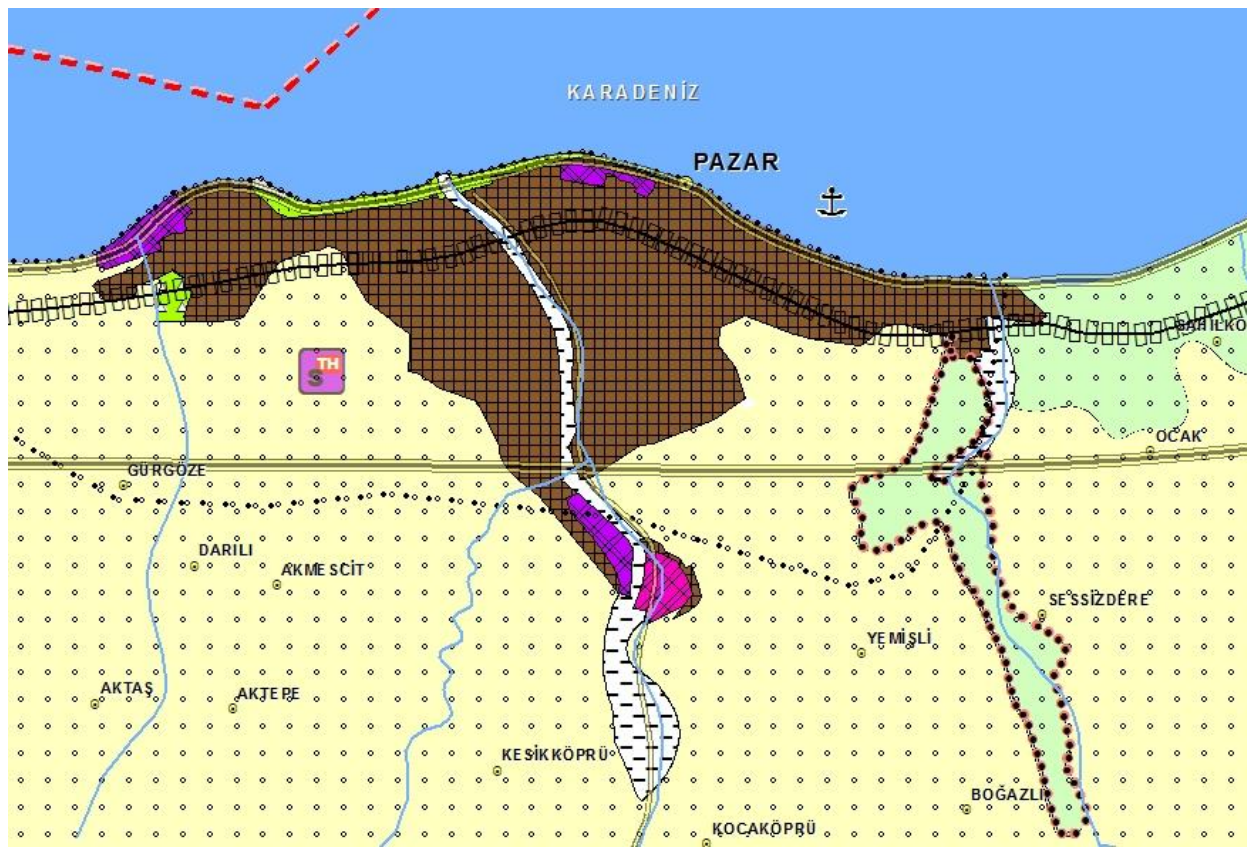 KARADENİZ
PAZAR
TH
S
SAHİLKÖ
OCAK
GÜRGÖZE
DARILI
AKMESCİT
SESSİZDERE
YEMİŞLİ
AKTAŞ
AKTEPE
KESİKKÖPRÜ
BOĞAZLI
KOCAKÖPRÜ